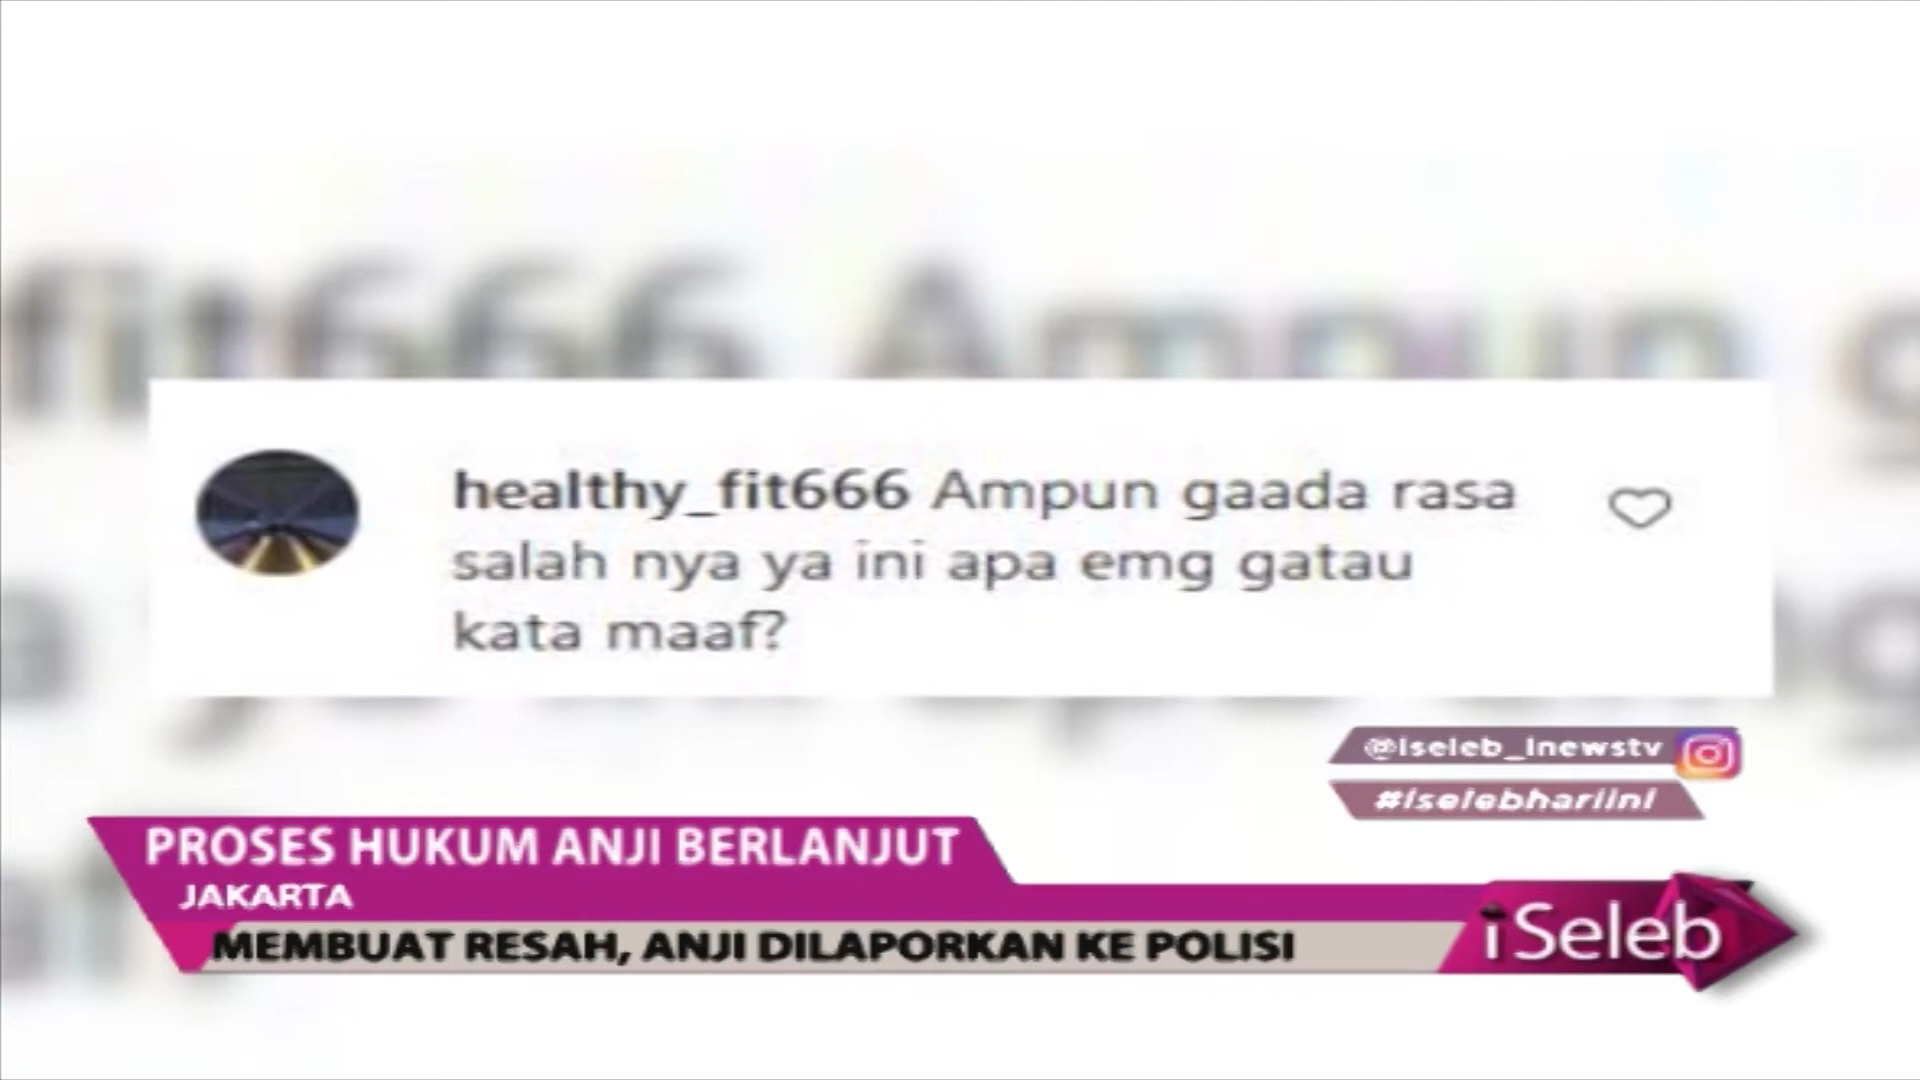 healthy_fit666 Ampun gaada rasa
salah nya ya ini apa emg gatau
kata maaf?
@iseleb_inewstv
#iselebhariini
PROSES HUKUM ANJI BERLANJUT
JAKARTA
MEMBUAT RESAH, ANJI DILAPORKAN KE POLISI
iSeleb